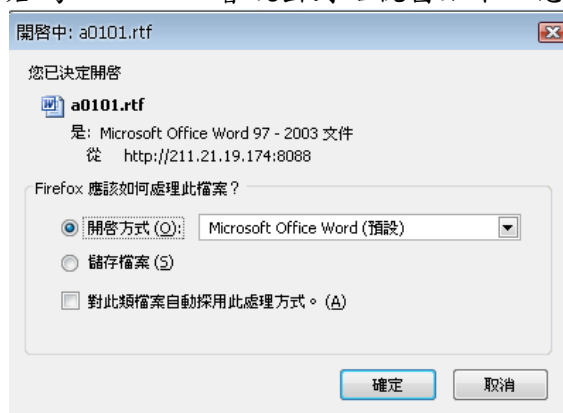 開啓中: a0101.rtf
您已決定開啓
a0101.rtf
是: Microsoft Office Word 97 - 2003 文件
從 http://211.21.19.174:8088
Firefox 應該如何處理此檔案?
開啓方式(O): Microsoft Office Word (預設)
儲存檔案(S)
對此類檔案自動採用此處理方式。(A)
確定 取消